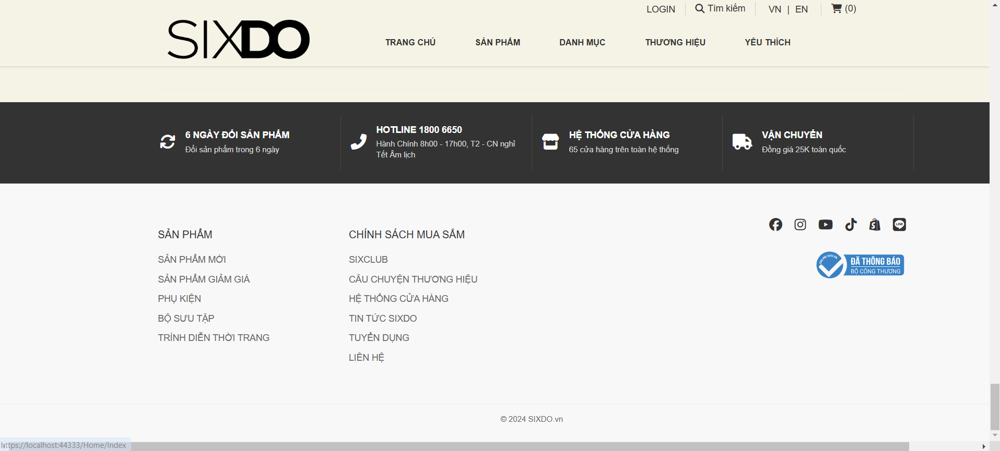 LOGIN
Tìm kiếm
VN | EN
(0)
SIXDO
TRANG CHỦ
SẢN PHẨM
DANH MỤC
THƯƠNG HIỆU
YÊU THÍCH
6 NGÀY ĐỔI SẢN PHẨM
Đổi sản phẩm trong 6 ngày
HOTLINE 1800 6650
Hành Chính 8h00 - 17h00, T2 - CN nghỉ
Tết Âm lịch
HỆ THỐNG CỬA HÀNG
65 cửa hàng trên toàn hệ thống
VẬN CHUYỂN
Đồng giá 25K toàn quốc
SẢN PHẨM
SẢN PHẨM MỚI
SẢN PHẨM GIẢM GIÁ
PHỤ KIỆN
BỘ SƯU TẬP
TRÌNH DIỄN THỜI TRANG
CHÍNH SÁCH MUA SẮM
SIXCLUB
CÂU CHUYỆN THƯƠNG HIỆU
HỆ THỐNG CỬA HÀNG
TIN TỨC SIXDO
TUYỂN DỤNG
LIÊN HỆ
LINE
ONLINE.GOV.VN
ĐÃ THÔNG BÁO
BỘ CÔNG THƯƠNG
© 2024 SIXDO.vn
https://localhost:44333/Home/Index